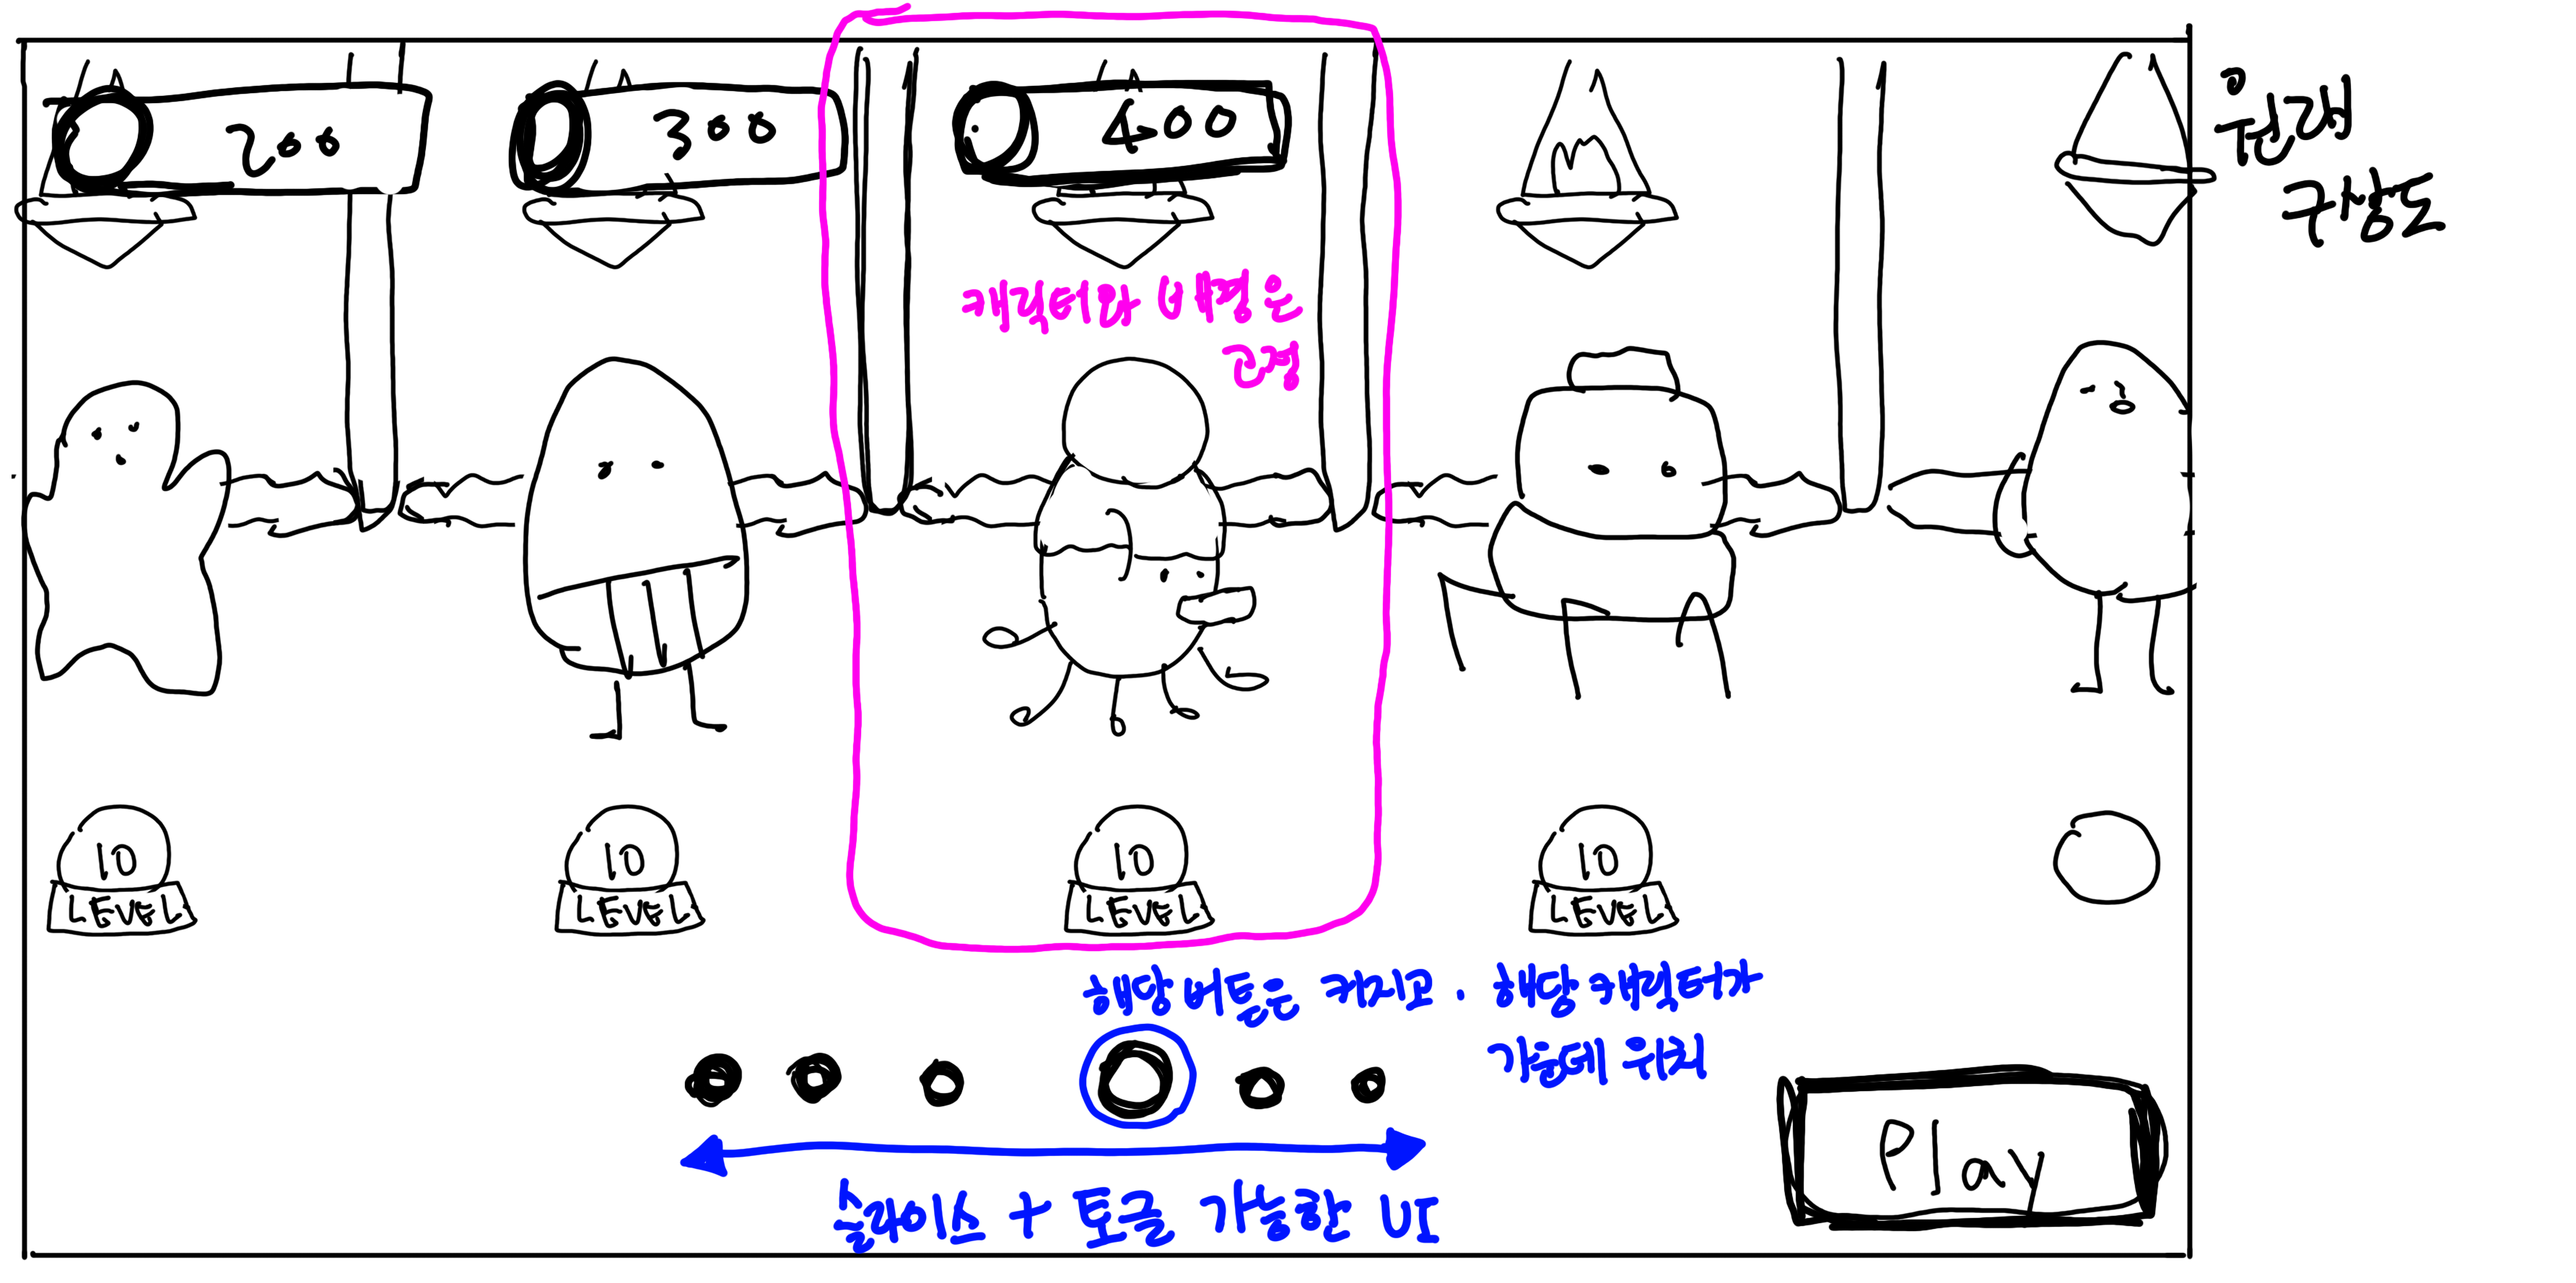 200
300
400
원래
구상도
캐릭터와 배경은
고정
10
LEVEL
10
LEVEL
10
LEVEL
10
LEVEL
해당 버튼은 커지고. 해당 캐릭터가
가운데 위치
슬라이스 + 토글 가능한 UI
Play